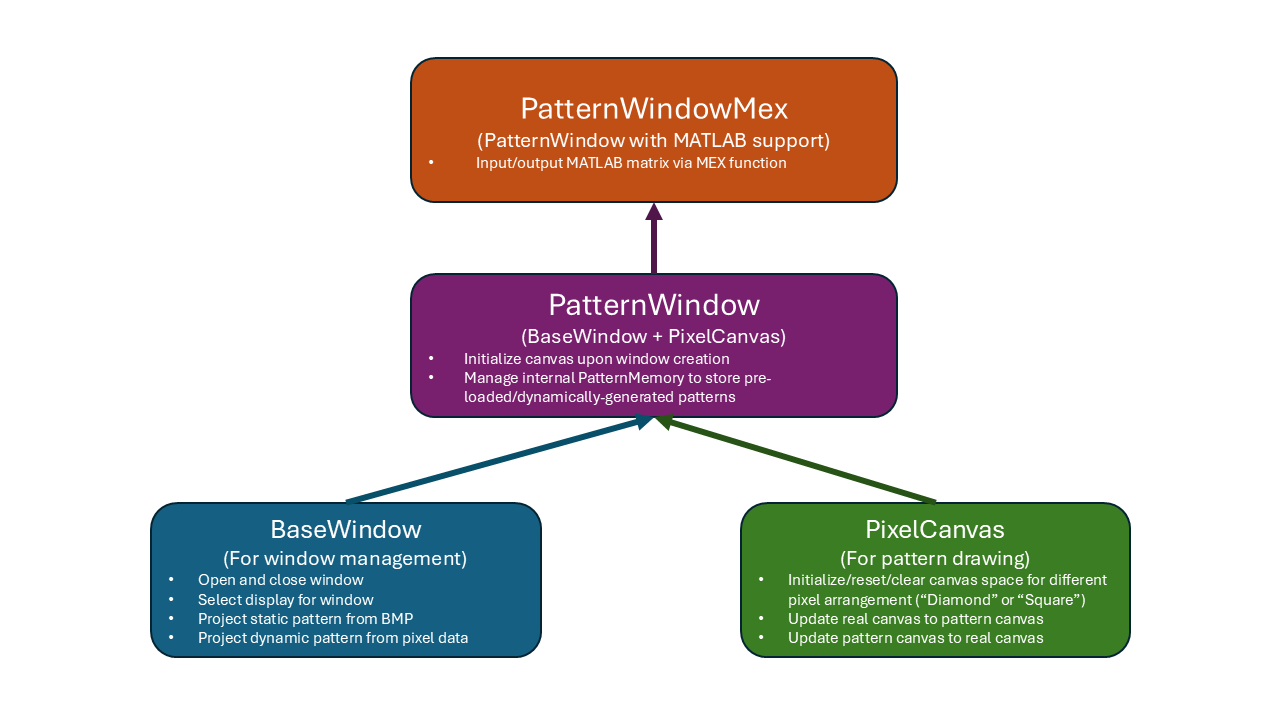 PatternWindowMex
(PatternWindow with MATLAB support)
• Input/output MATLAB matrix via MEX function
PatternWindow
(BaseWindow + PixelCanvas)
• Initialize canvas upon window creation
• Manage internal PatternMemory to store pre-
loaded/dynamically-generated patterns
BaseWindow
(For window management)
• Open and close window
• Select display for window
• Project static pattern from BMP
• Project dynamic pattern from pixel data
PixelCanvas
(For pattern drawing)
• Initialize/reset/clear canvas space for different
pixel arrangement (“Diamond” or “Square”)
• Update real canvas to pattern canvas
• Update pattern canvas to real canvas